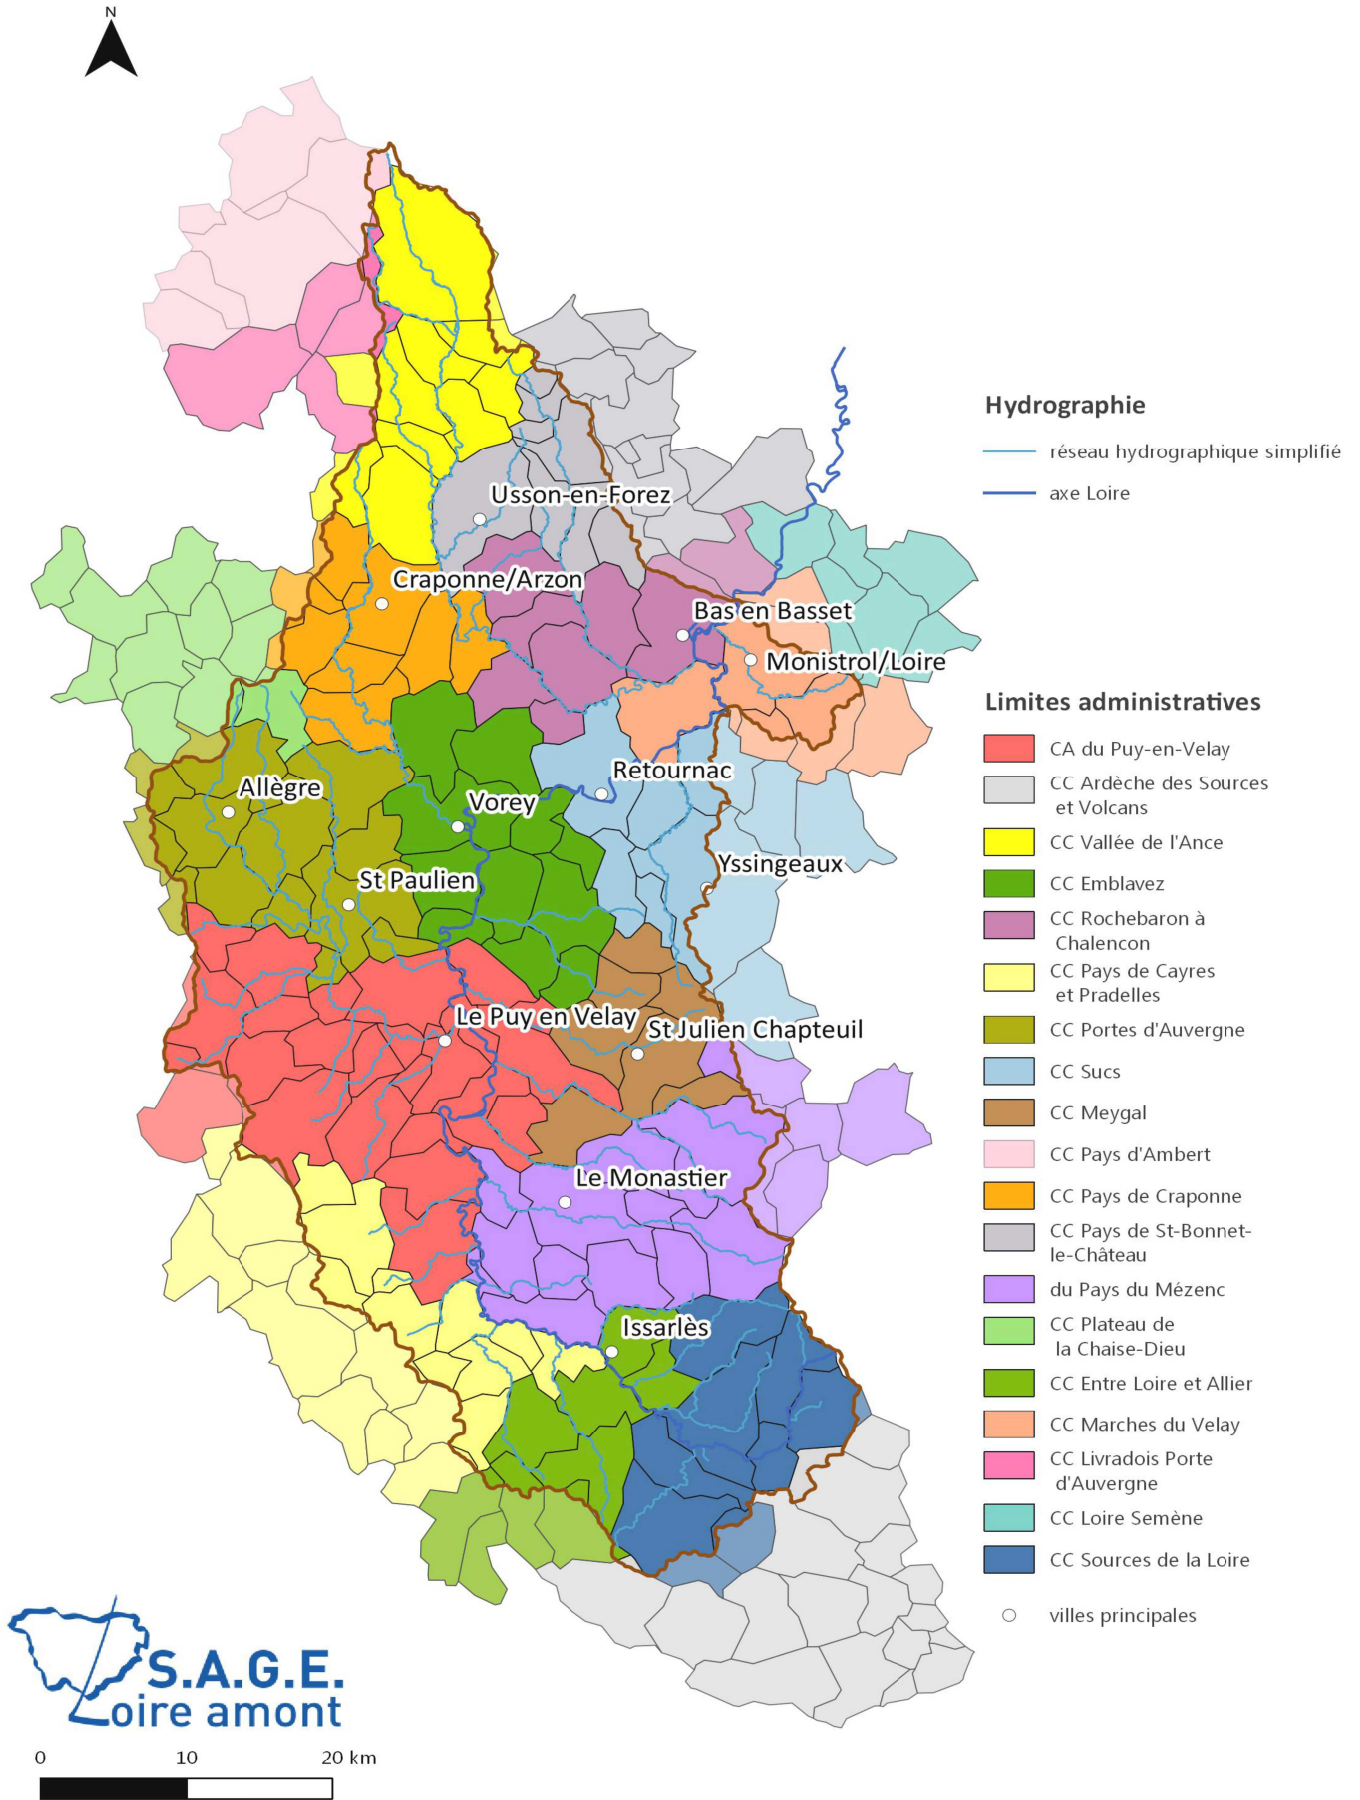 N
Usson-en-Forez
Craponne/Arzon
Bas en Basset
Monistrol/Loire
Retournac
Allègre
Vorey
Yssingeaux
St Paulien
Le Puy en Velay
St Julien Chapteuil
Le Monastier
Issarlès
Hydrographie
réseau hydrographique simplifié
axe Loire
Limites administratives
CA du Puy-en-Velay
CC Ardèche des Sources
et Volcans
CC Vallée de l'Ance
CC Emblavez
CC Rochebaron à
Chalencon
CC Pays de Cayres
et Pradelles
CC Portes d'Auvergne
CC Sucs
CC Meygal
CC Pays d'Ambert
CC Pays de Craponne
CC Pays de St-Bonnet-
le-Château
du Pays du Mézenc
CC Plateau de
la Chaise-Dieu
CC Entre Loire et Allier
CC Marches du Velay
CC Livradois Porte
d'Auvergne
CC Loire Semène
CC Sources de la Loire
villes principales
S.A.G.E.
Loire amont
0 10 20 km